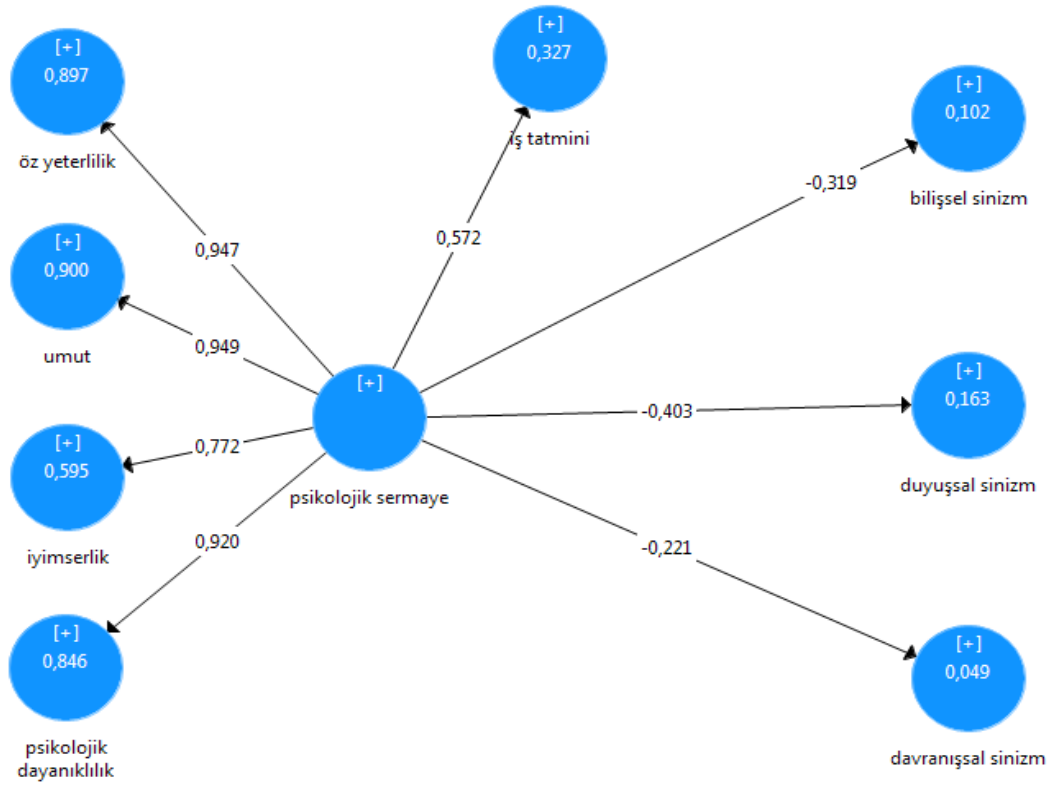 [+]
0,897
öz yeterlilik
[+]
0,327
iş tatmini
[+]
0,102
bilişsel sinizm
-0,319
0,572
0,947
[+]
0,900
umut
0,949
[+]
psikolojik sermaye
-0,403
[+]
0,163
duyuşsal sinizm
0,772
[+]
0,595
iyimserlik
0,920
-0,221
[+]
0,846
psikolojik
dayanıklılık
[+]
0,049
davranışsal sinizm